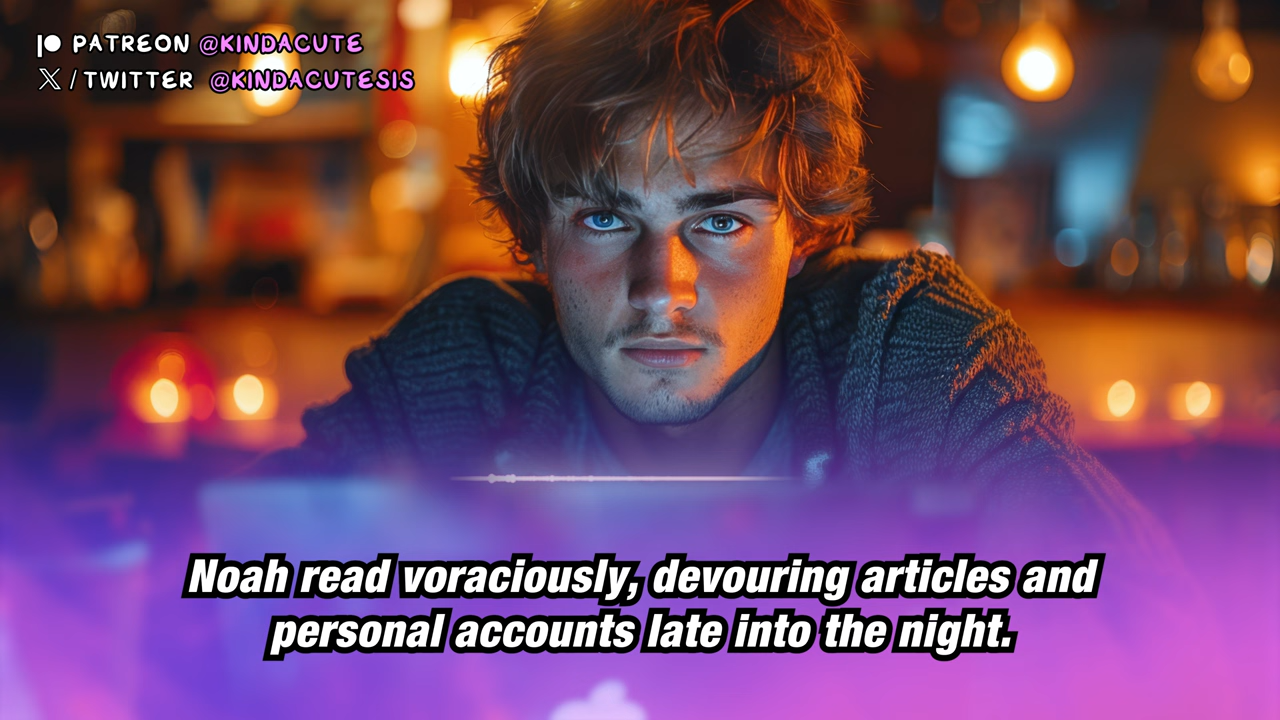 PATREON @KINDACUTE
X / TWITTER @KINDACUTESIS
Noah read voraciously, devouring articles and
personal accounts late into the night.